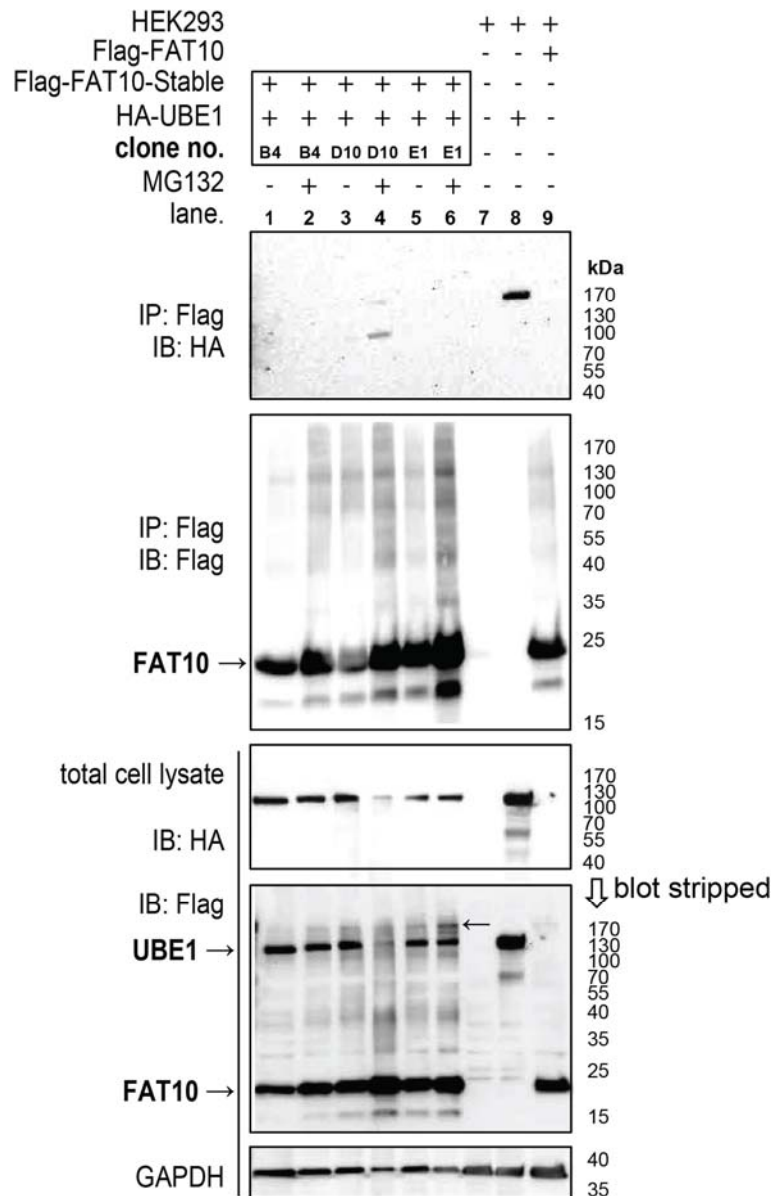 HEK293 + + +
Flag-FAT10 - - +
Flag-FAT10-Stable + + + + + + - - -
HA-UBE1 + + + + + + - + -
clone no. B4 B4 D10 D10 E1 E1 - - -
MG132 - + - + - + - - -
lane. 1 2 3 4 5 6 7 8 9
kDa
IP: Flag
IB: HA
170
130
100
70
55
40
IP: Flag
IB: Flag
FAT10 →
170
130
100
70
55
40
35
25
15
total cell lysate
IB: HA
170
130
100
70
55
40
blot stripped
IB: Flag
←
UBE1 →
FAT10 →
170
130
100
70
55
40
35
25
15
GAPDH
40
35